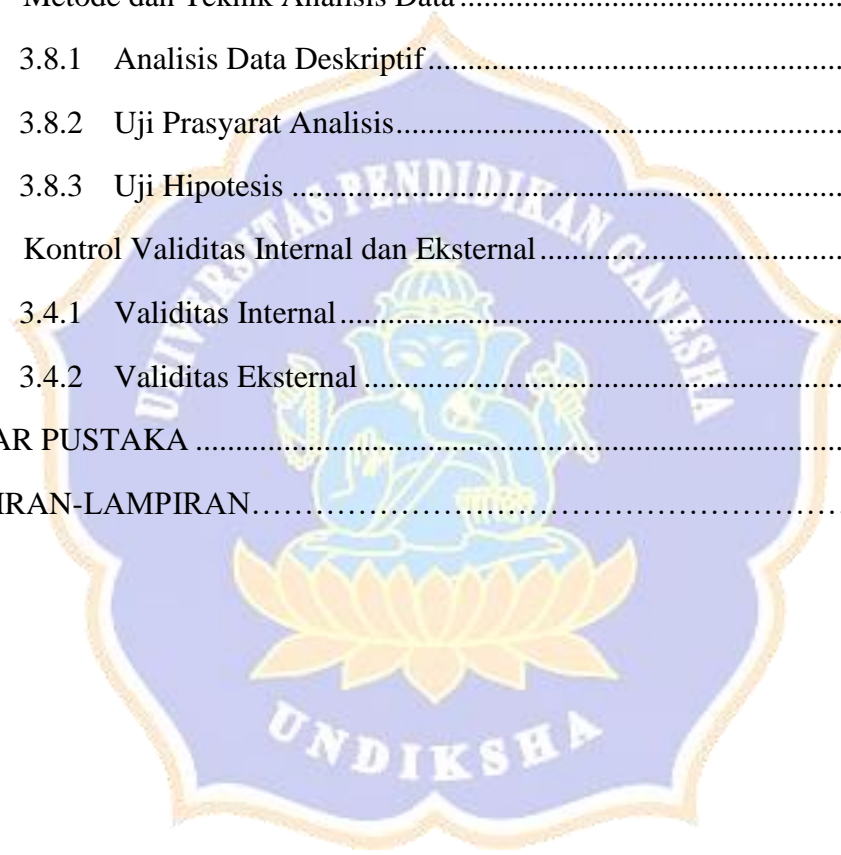 Metode dan Teknik Analisis Data
3.8.1 Analisis Data Deskriptif
3.8.2 Uji Prasyarat Analisis
3.8.3 Uji Hipotesis
Kontrol Validitas Internal dan Eksternal
3.4.1 Validitas Internal
3.4.2 Validitas Eksternal
AR PUSTAKA
IRAN-LAMPIRAN
UNIVERSITAS PENDIDIKAN GANESHA
UNDIKSHA